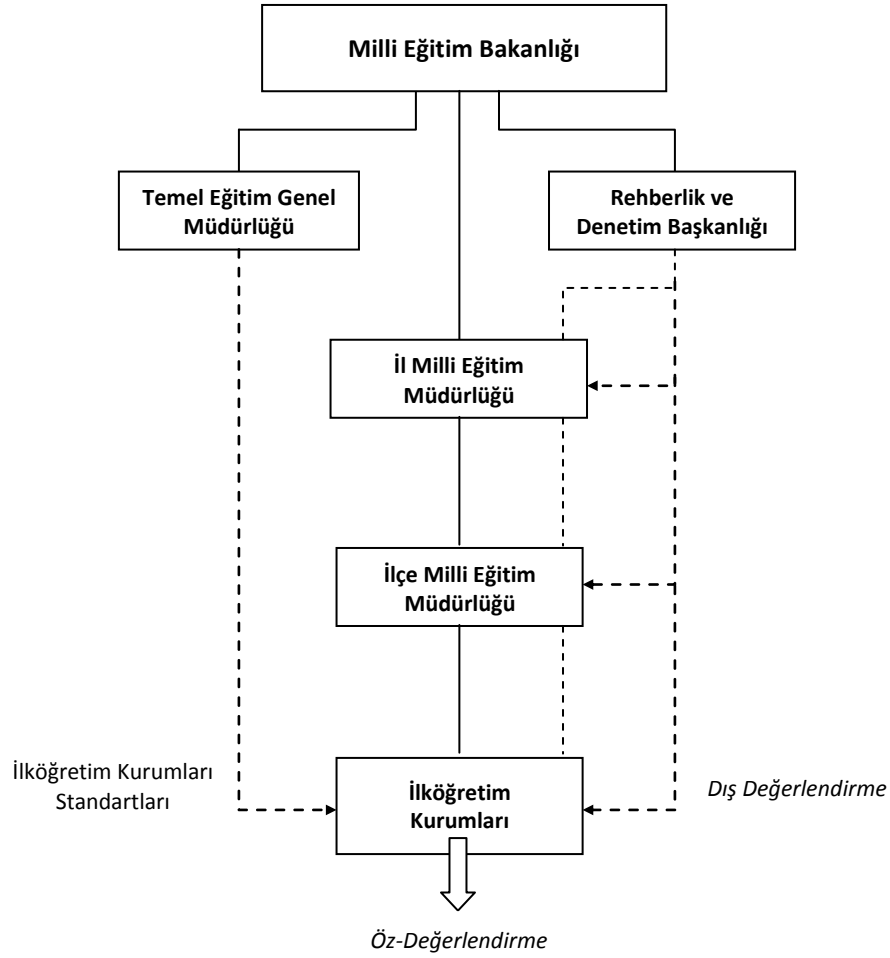 Milli Eğitim Bakanlığı
Temel Eğitim Genel
Müdürlüğü
Rehberlik ve
Denetim Başkanlığı
İl Milli Eğitim
Müdürlüğü
İlçe Milli Eğitim
Müdürlüğü
İlköğretim Kurumları
Standartları
İlköğretim
Kurumları
Dış Değerlendirme
Öz-Değerlendirme